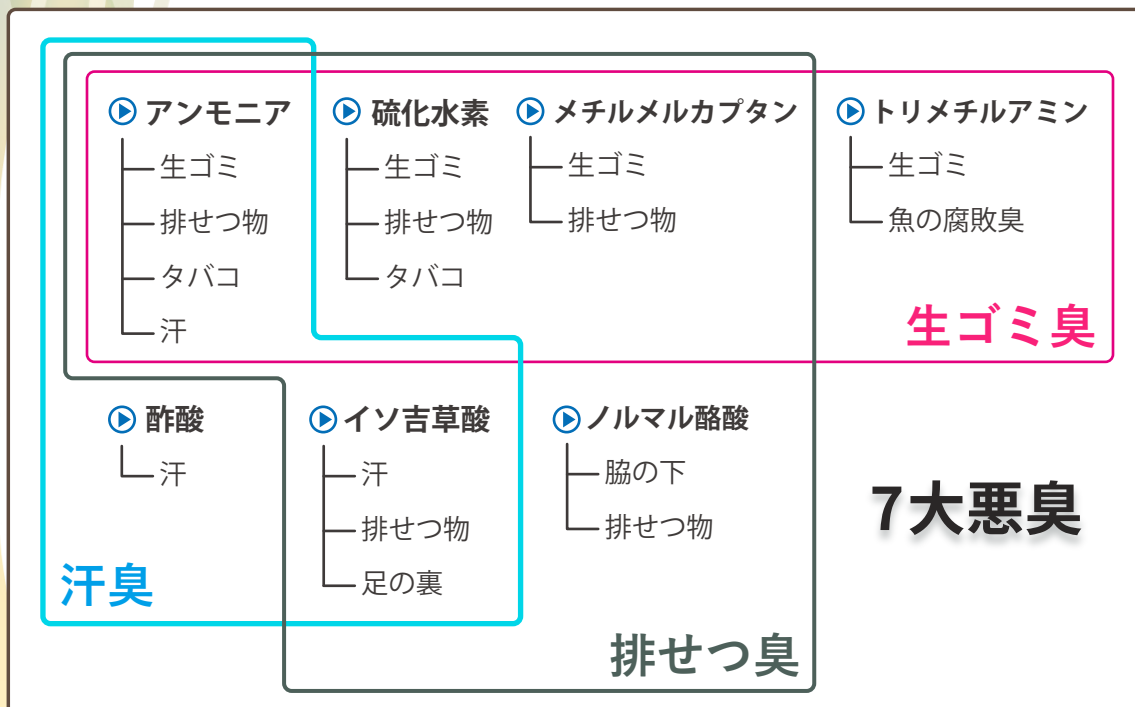 アンモニア
生ゴミ
排せつ物
タバコ
汗
硫化水素
生ゴミ
排せつ物
タバコ
メチルメルカプタン
生ゴミ
排せつ物
トリメチルアミン
生ゴミ
魚の腐敗臭
生ゴミ臭
酢酸
汗
汗臭
イソ吉草酸
汗
排せつ物
足の裏
ノルマル酪酸
脇の下
排せつ物
排せつ臭
7大悪臭